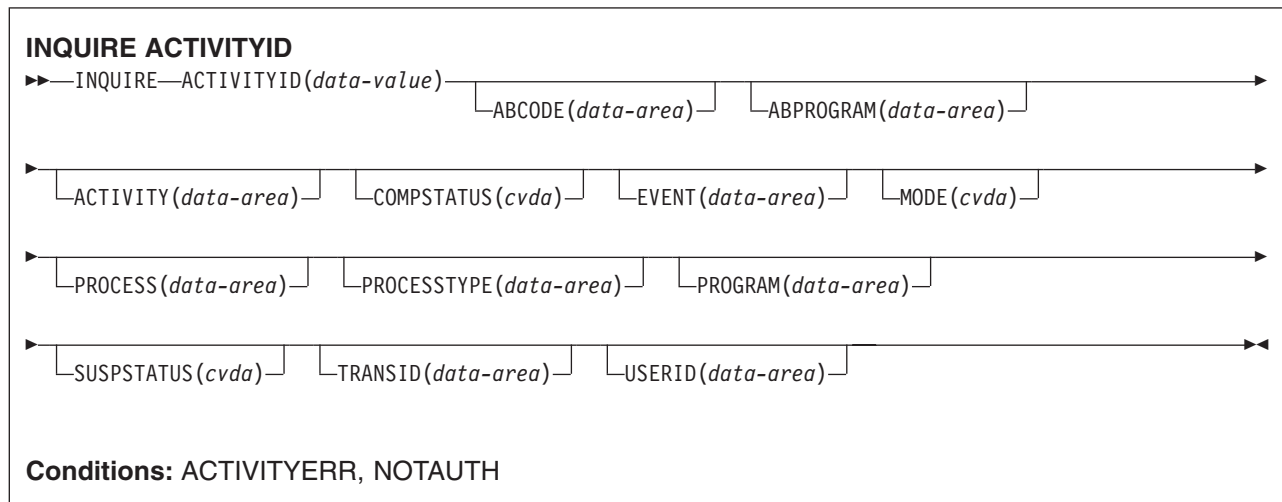 INQUIRE ACTIVITYID
INQUIRE ACTIVITYID(data-value)
ABCODE(data-area) ABPROGRAM(data-area)
ACTIVITY(data-area) COMPSTATUS(cvda) EVENT(data-area) MODE(cvda)
PROCESS(data-area) PROCESSTYPE(data-area) PROGRAM(data-area)
SUSPSTATUS(cvda) TRANSID(data-area) USERID(data-area)
Conditions: ACTIVITYERR, NOTAUTH